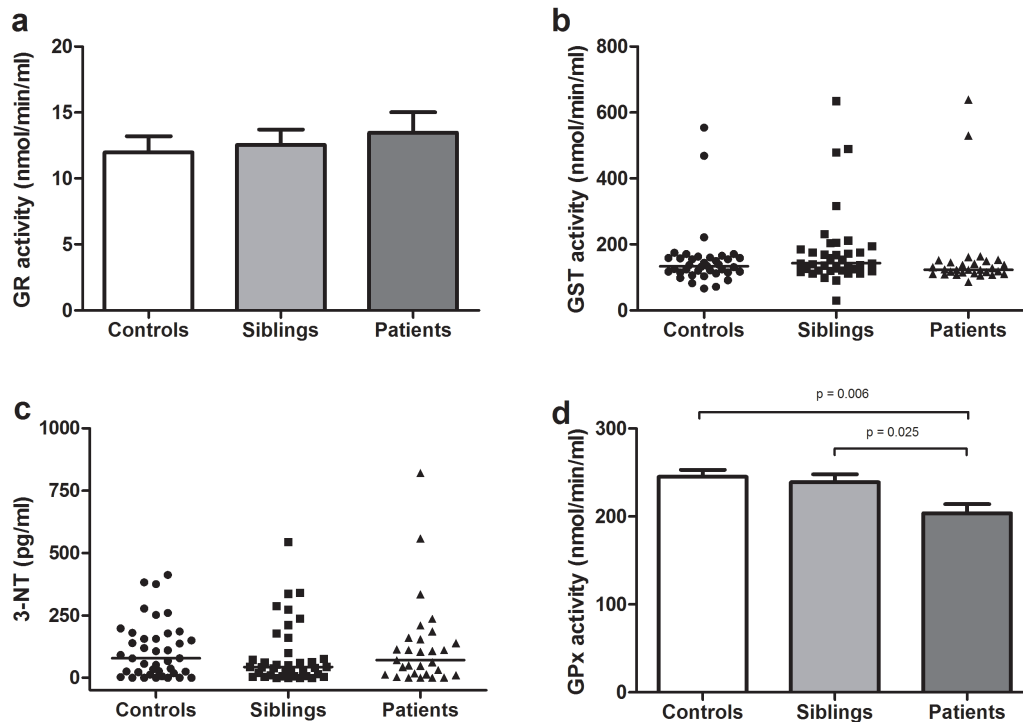 a
GR activity (nmol/min/ml)
20
15
10
5
0
Controls Siblings Patients
b
GST activity (nmol/min/ml)
800
600
400
200
0
Controls Siblings Patients
c
3-NT (pg/ml)
1000
750
500
250
0
Controls Siblings Patients
d
GPx activity (nmol/min/ml)
p = 0.006
p = 0.025
300
200
100
0
Controls Siblings Patients